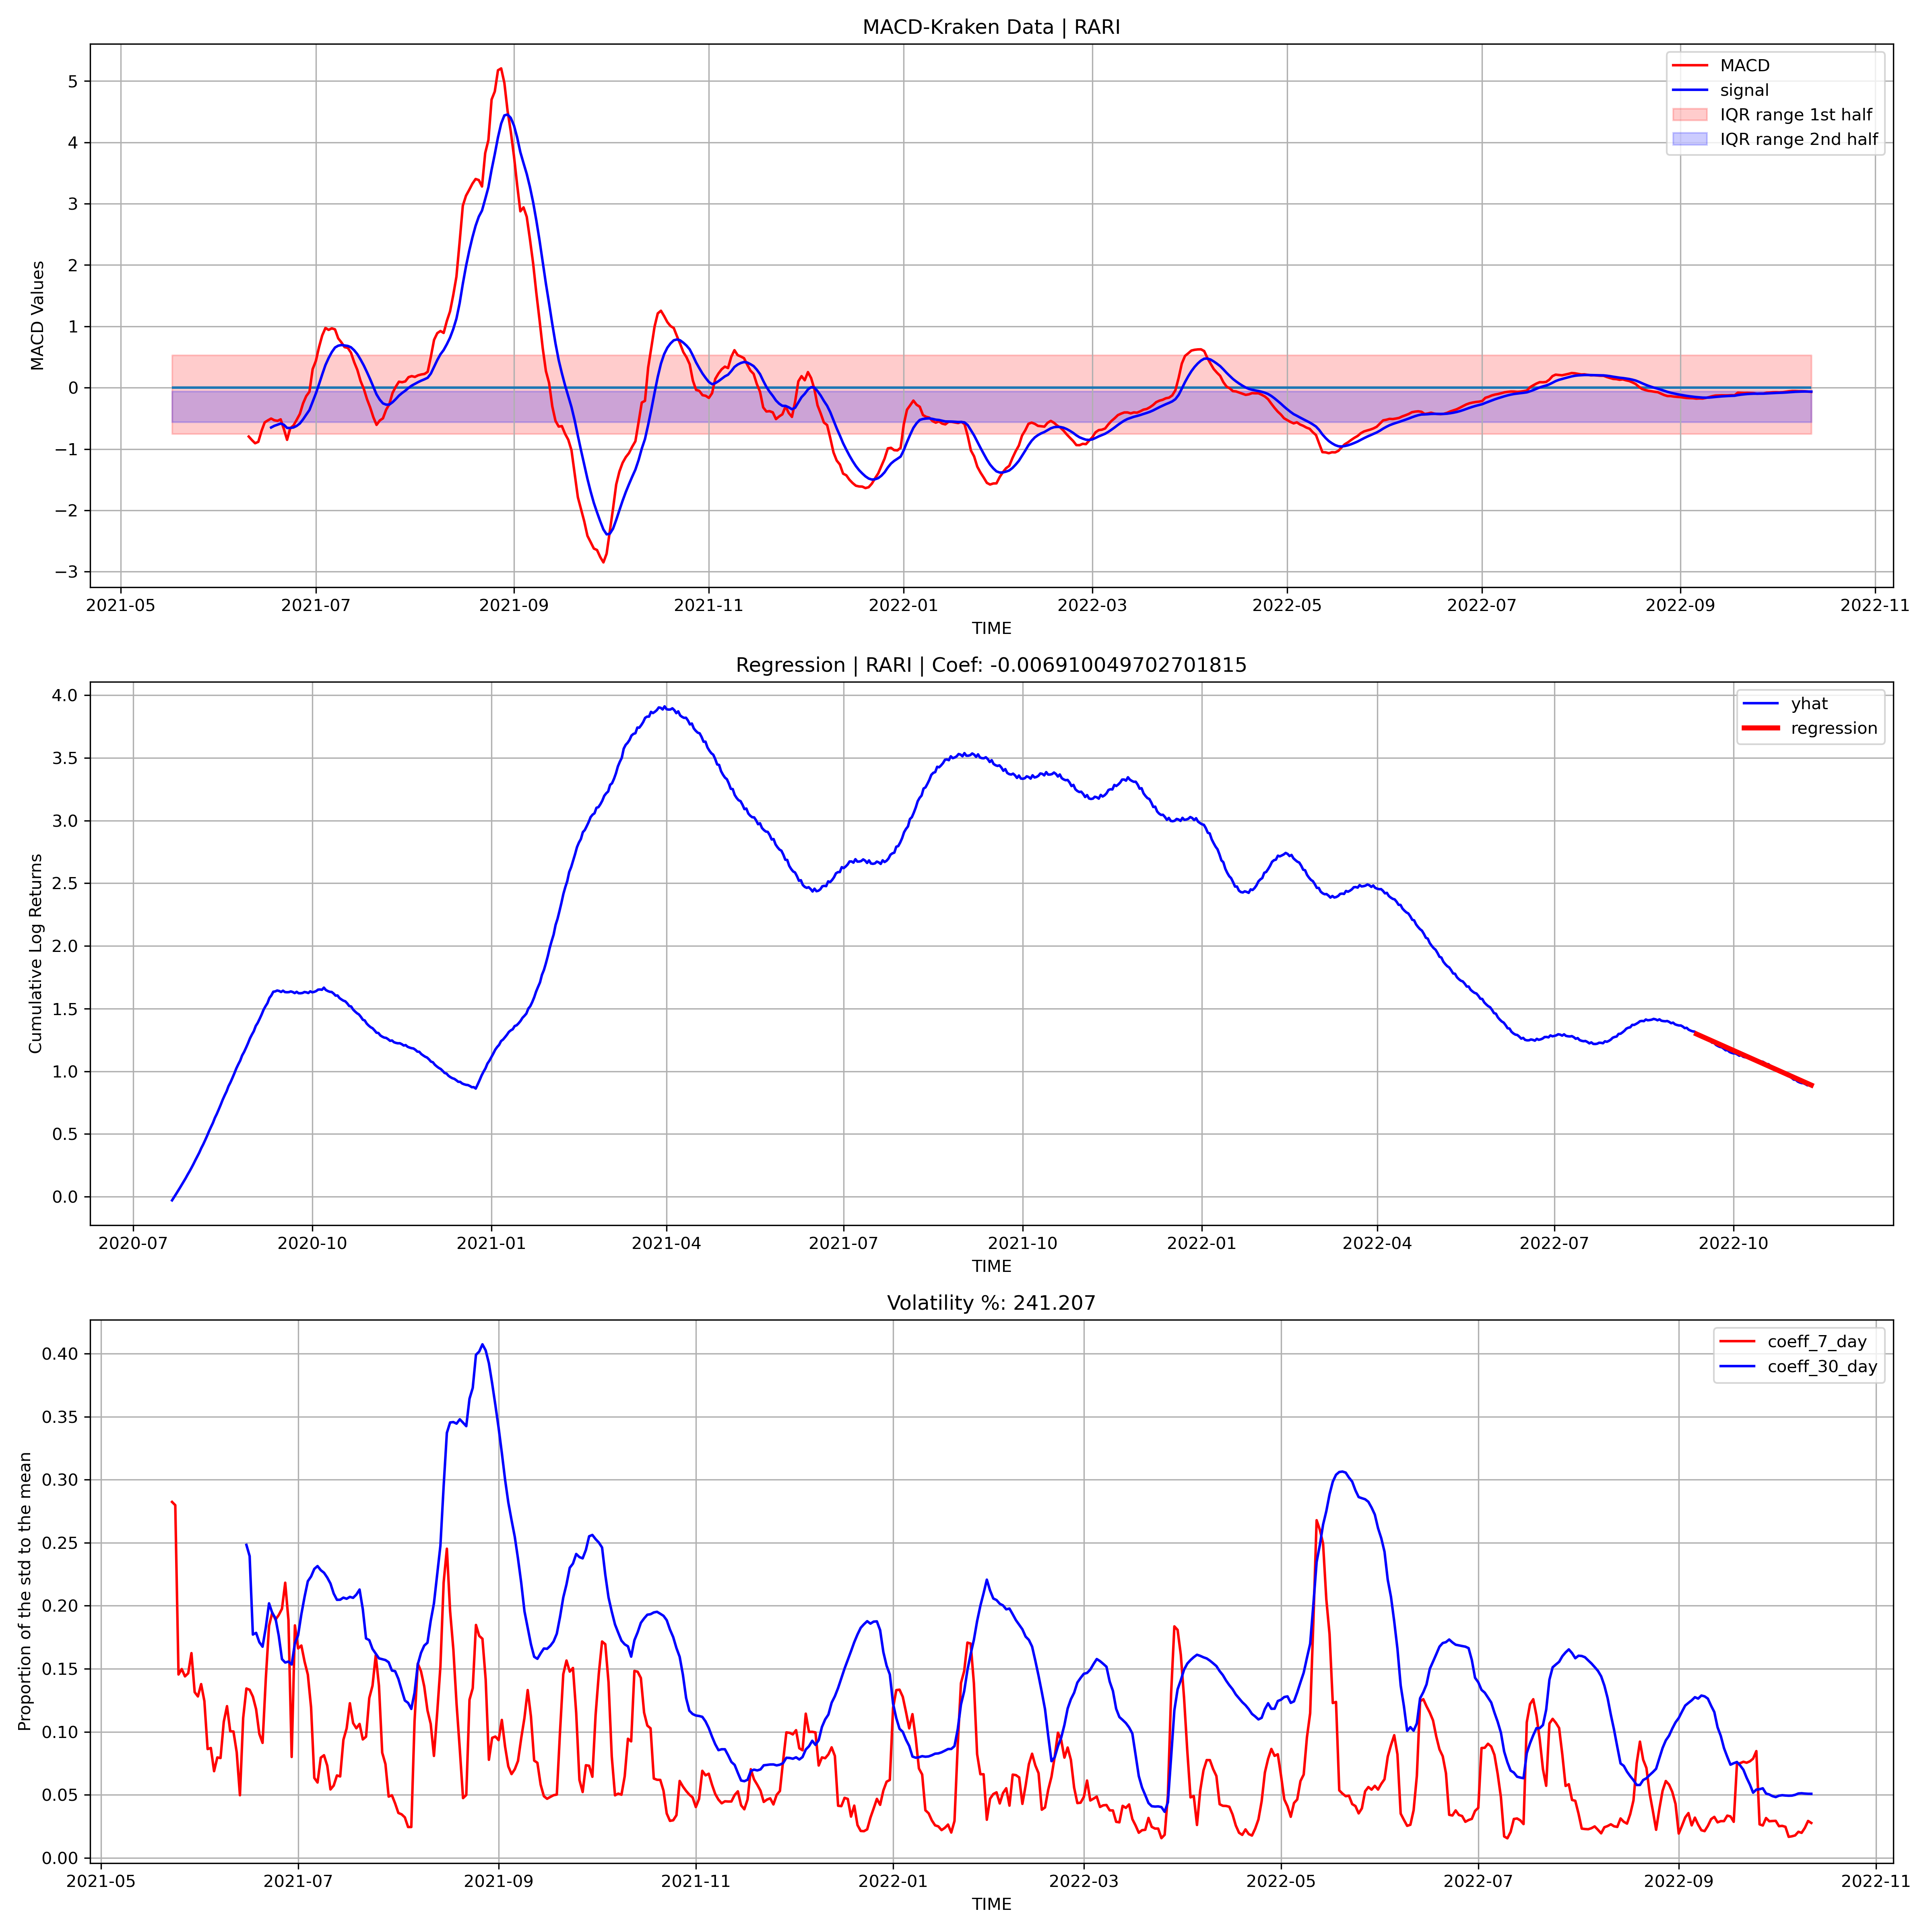 MACD-Kraken Data | RARI
MACD Values
5
4
3
2
1
0
−1
−2
−3
MACD
signal
IQR range 1st half
IQR range 2nd half
2021-05 2021-07 2021-09 2021-11 2022-01 2022-03 2022-05 2022-07 2022-09 2022-11
TIME
Regression | RARI | Coef: -0.006910049702701815
Cumulative Log Returns
4.0
3.5
3.0
2.5
2.0
1.5
1.0
0.5
0.0
yhat
regression
2020-07 2020-10 2021-01 2021-04 2021-07 2021-10 2022-01 2022-04 2022-07 2022-10
TIME
Volatility %: 241.207
Proportion of the std to the mean
0.40
0.35
0.30
0.25
0.20
0.15
0.10
0.05
0.00
coeff_7_day
coeff_30_day
2021-05 2021-07 2021-09 2021-11 2022-01 2022-03 2022-05 2022-07 2022-09 2022-11
TIME